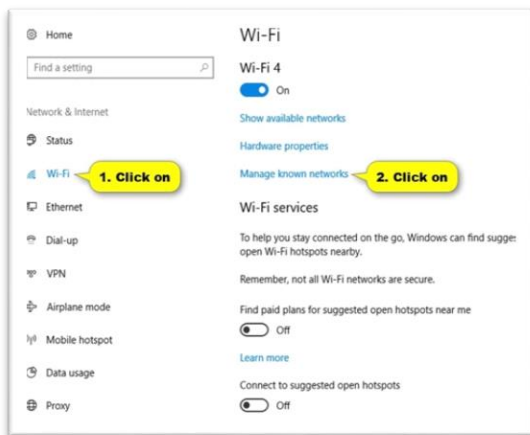 Home
Find a setting
Network & Internet
Status
Wi-Fi
1. Click on
Ethernet
Dial-up
VPN
Airplane mode
Mobile hotspot
Data usage
Proxy
Wi-Fi
Wi-Fi 4
On
Show available networks
Hardware properties
Manage known networks
2. Click on
Wi-Fi services
To help you stay connected on the go, Windows can find sugge
open Wi-Fi hotspots nearby.
Remember, not all Wi-Fi networks are secure.
Find paid plans for suggested open hotspots near me
Off
Learn more
Connect to suggested open hotspots
Off